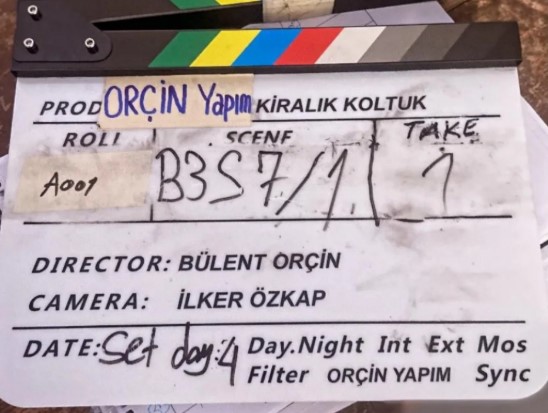 PROD ORÇİN Yapım KİRALIK KOLTUK
ROLL SCENE TAKE
A001 B3S7/1 1
DIRECTOR: BÜLENT ORÇİN
CAMERA: İLKER ÖZKAP
DATE: Set day:4 Day.Night Int Ext Mos
Filter ORÇİN YAPIM Sync